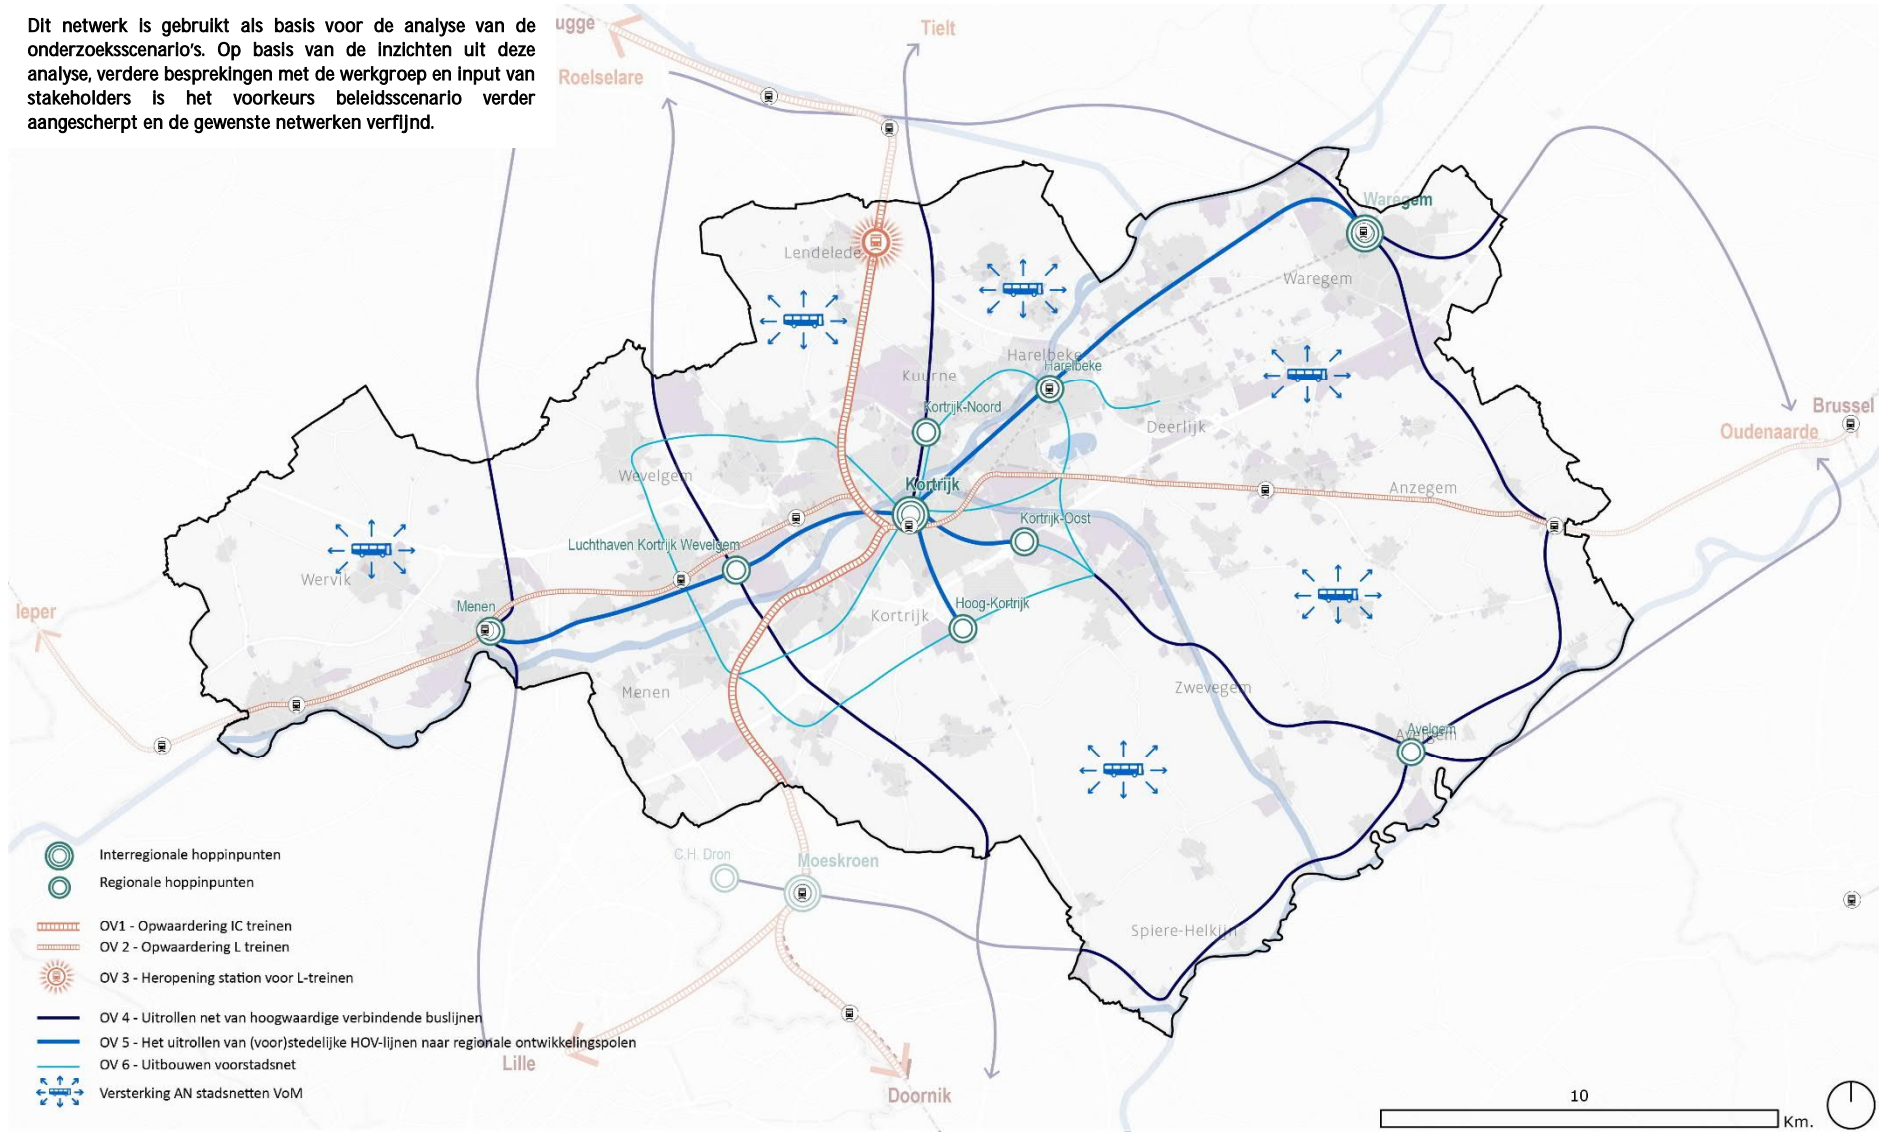 Dit netwerk is gebruikt als basis voor de analyse van de
onderzoeksscenario's. Op basis van de inzichten uit deze
analyse, verdere besprekingen met de werkgroep en input van
stakeholders is het voorkeurs beleidsscenario verder
aangescherpt en de gewenste netwerken verfijnd.
ugge
Tielt
Roelselare
Waregem
Lendelede
Waregem
Harelbeke
Harelbeke
Kuurne
Kortrijk-Noord
Brussel
Oudenaarde
Deerlijk
Wevelgem
Kortrijk
Anzegem
Kortrijk-Oost
Luchthaven Kortrijk Wevelgem
Wervik
Ieper
Menen
Hoog-Kortrijk
Kortrijk
Menen
Zwevegem
Avelgem
Avelgem
C.H. Dron
Moeskroen
Spiere-Helkijn
Interregionale hoppinpunten
Regionale hoppinpunten
OV1 - Opwaardering IC treinen
OV 2 - Opwaardering L treinen
OV 3 - Heropening station voor L-treinen
OV 4 - Uitrollen net van hoogwaardige verbindende buslijnen
OV 5 - Het uitrollen van (voor)stedelijke HOV-lijnen naar regionale ontwikkelingspolen
OV 6 - Uitbouwen voorstadsnet
Versterking AN stadsnetten VoM
Lille
Doornik
10
Km.